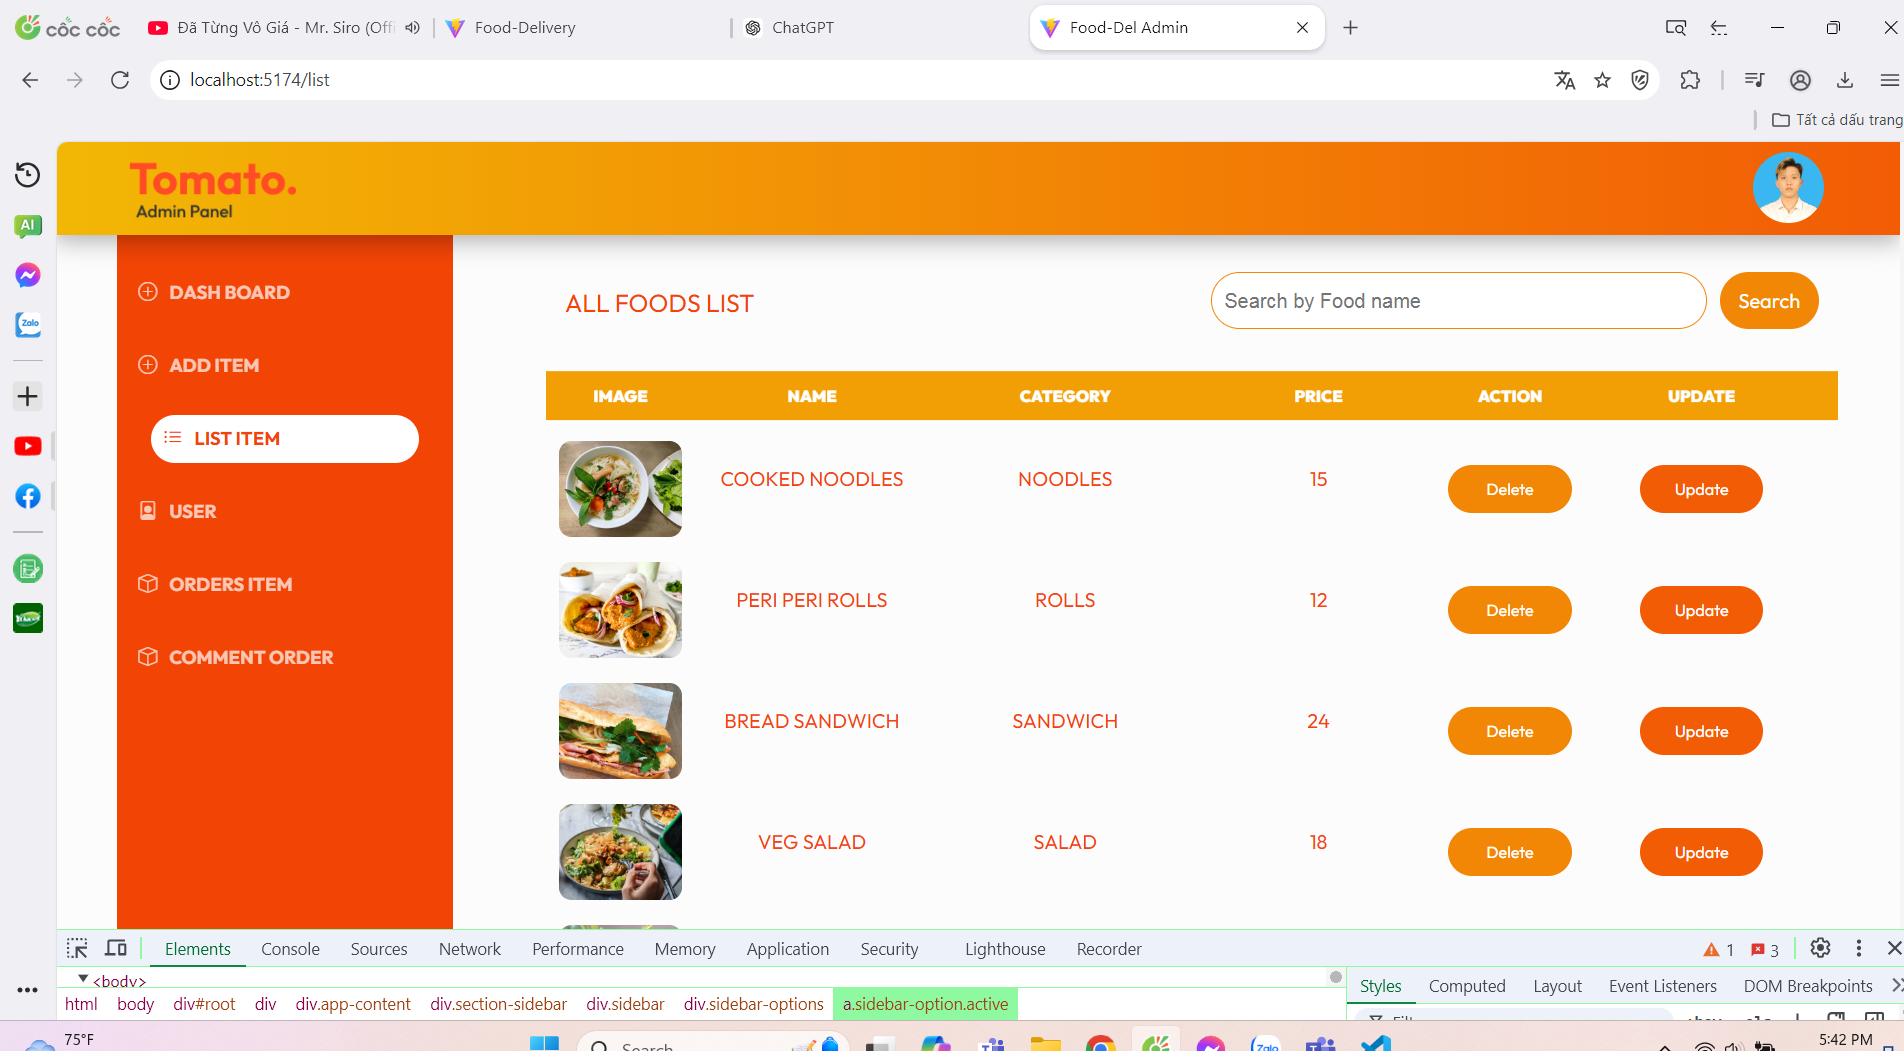 cốc cốc
Đã Từng Vô Giá - Mr. Siro (Offi
Food-Delivery
ChatGPT
Food-Del Admin
localhost:5174/list
Tất cả dấu trang
Tomato.
Admin Panel
AI
Zalo
DASH BOARD
ADD ITEM
LIST ITEM
USER
ORDERS ITEM
COMMENT ORDER
ALL FOODS LIST
Search by Food name
Search
IMAGE NAME CATEGORY PRICE ACTION UPDATE
COOKED NOODLES NOODLES 15 Delete Update
PERI PERI ROLLS ROLLS 12 Delete Update
BREAD SANDWICH SANDWICH 24 Delete Update
VEG SALAD SALAD 18 Delete Update
Elements Console Sources Network Performance Memory Application Security Lighthouse Recorder 1 3
<body>
html body div#root div div.app-content div.section-sidebar div.sidebar div.sidebar-options a.sidebar-option.active
Styles Computed Layout Event Listeners DOM Breakpoints
75°F
Search
Zalo
5:42 PM